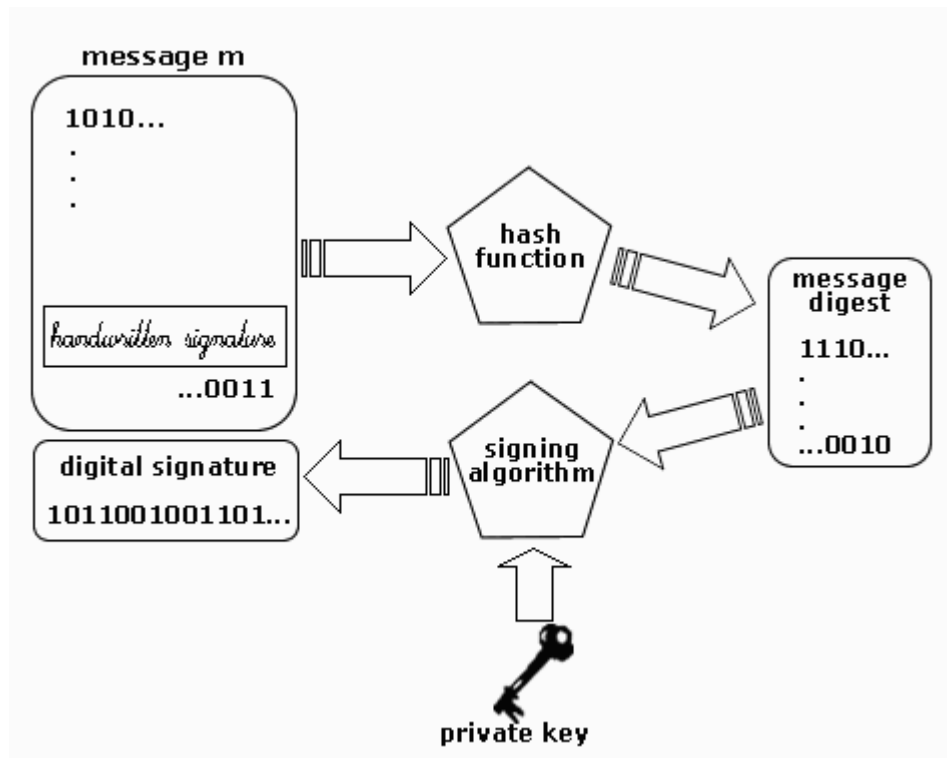 message m
1010...
.
.
.
handwritten signature
...0011
hash
function
message
digest
1110...
.
.
.
...0010
signing
algorithm
digital signature
1011001001101...
private key